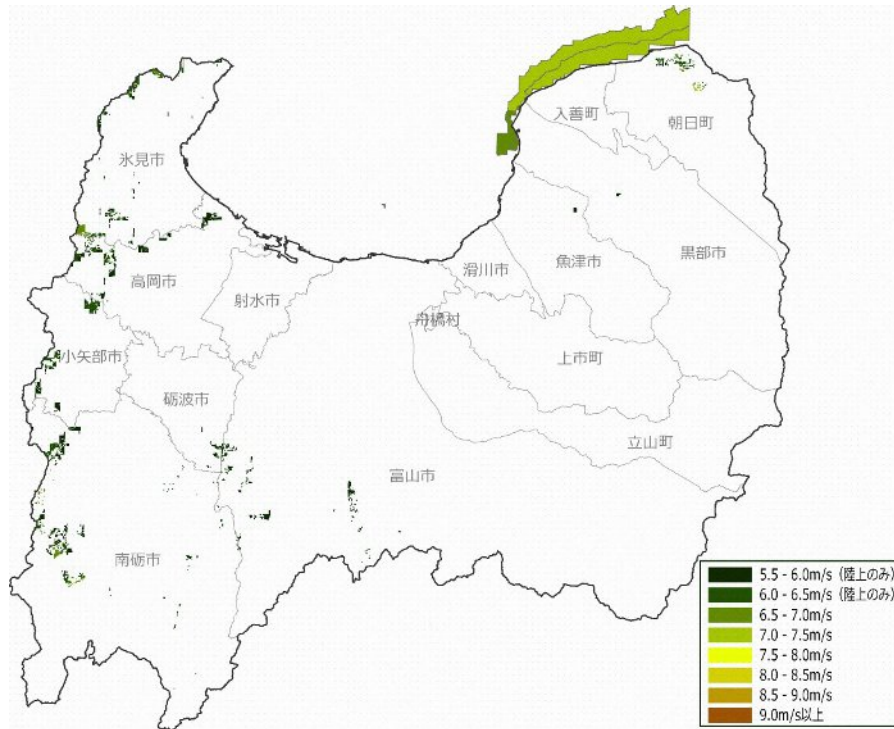 入善町
朝日町
氷見市
黒部市
魚津市
滑川市
高岡市
射水市
舟橋村
小矢部市
上市町
砺波市
立山町
富山市
南砺市
5.5 - 6.0m/s (陸上のみ)
6.0 - 6.5m/s (陸上のみ)
6.5 - 7.0m/s
7.0 - 7.5m/s
7.5 - 8.0m/s
8.0 - 8.5m/s
8.5 - 9.0m/s
9.0m/s以上